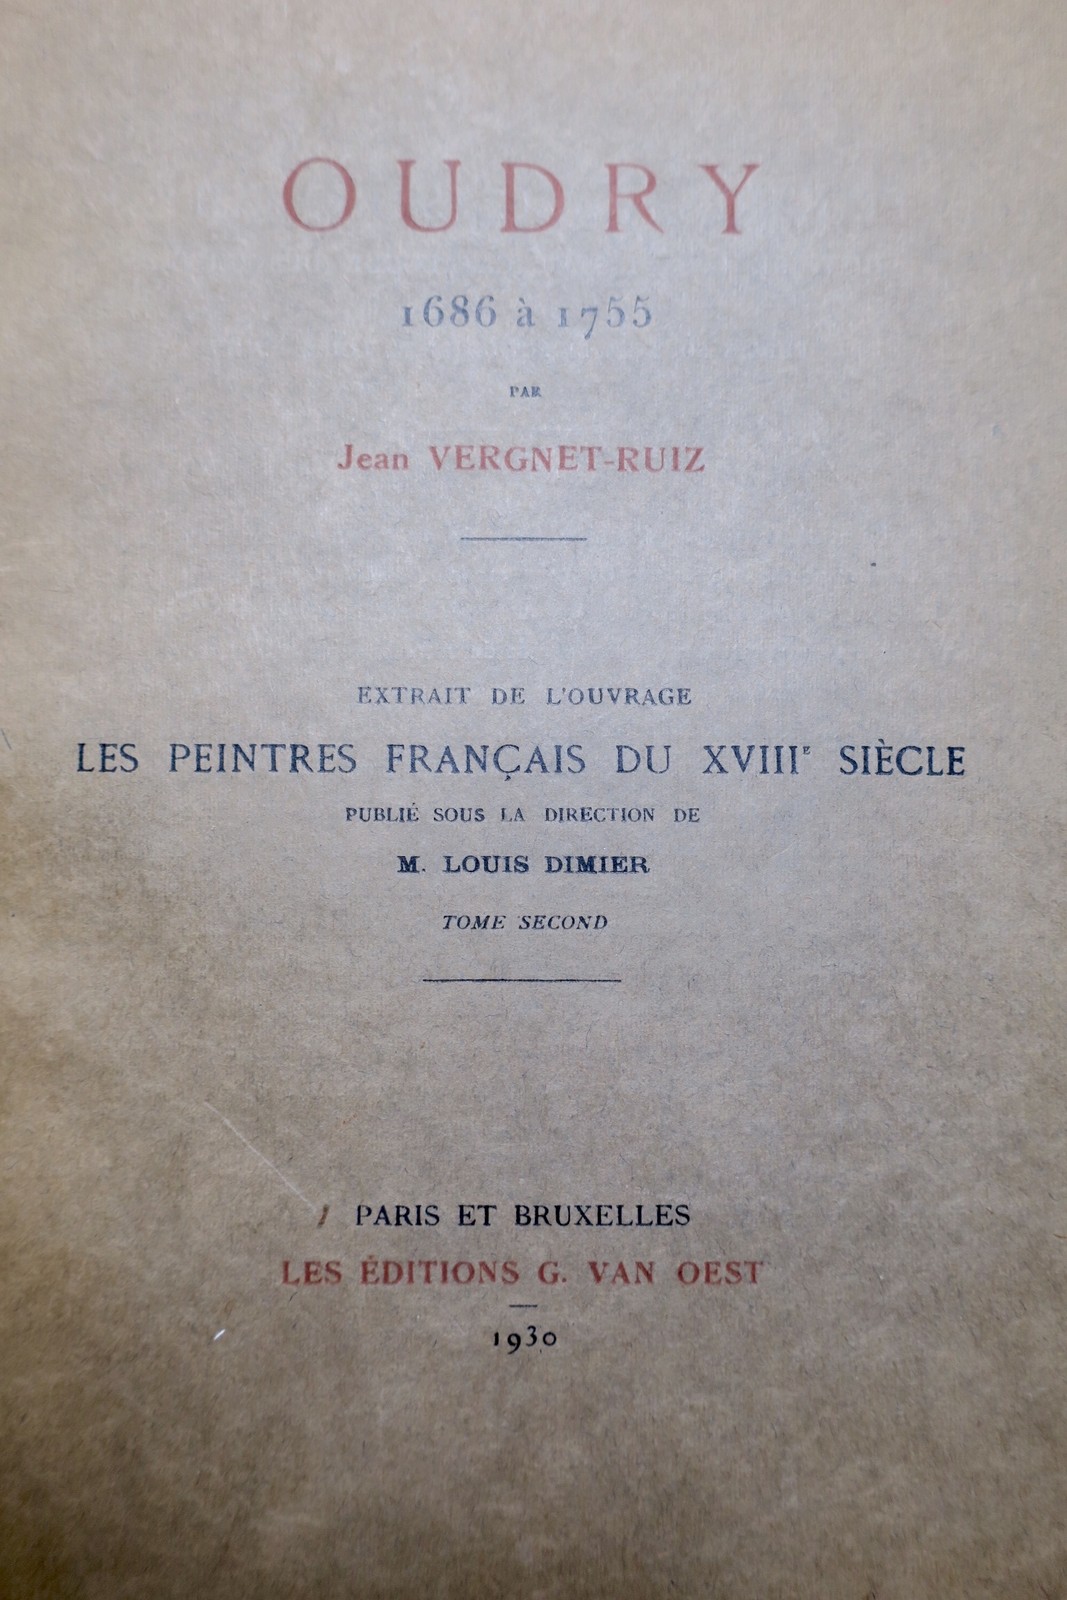 OUDRY
1686 à 1755
PAR
Jean VERGNET-RUIZ
EXTRAIT DE L'OUVRAGE
LES PEINTRES FRANÇAIS DU XVIIIᴱ SIÈCLE
PUBLIÉ SOUS LA DIRECTION DE
M. LOUIS DIMIER
TOME SECOND
PARIS ET BRUXELLES
LES ÉDITIONS G. VAN OEST
1930